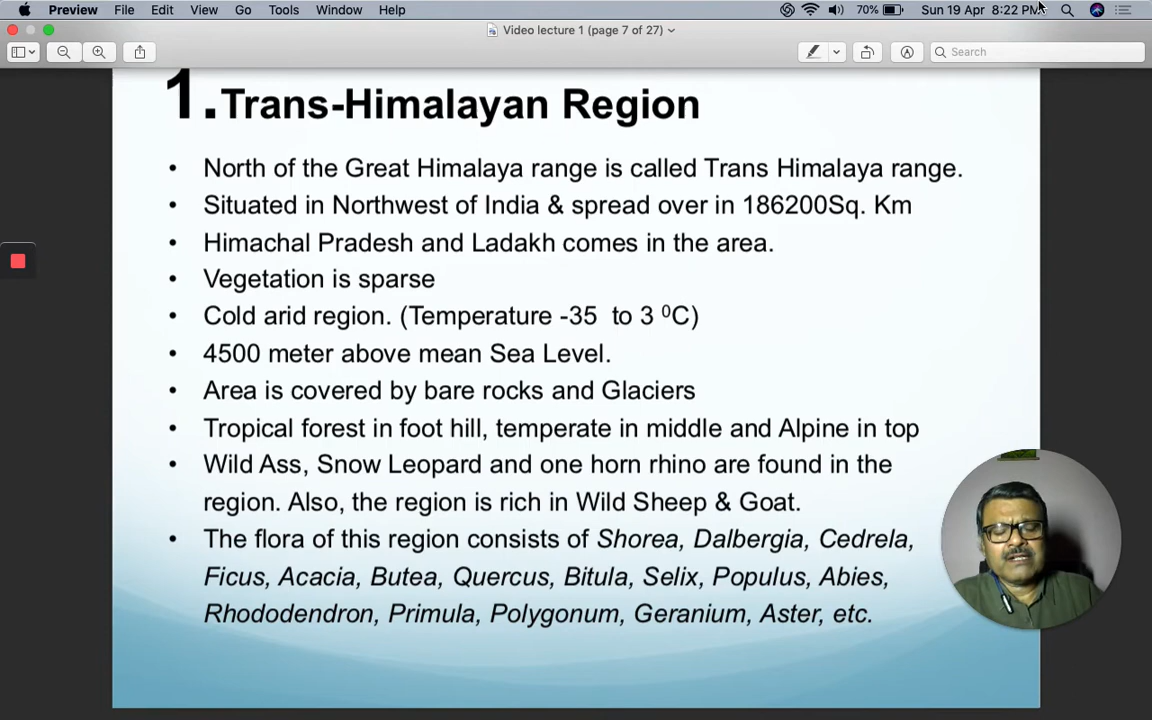 Preview File Edit View Go Tools Window Help 70% Sun 19 Apr 8:22 PM
Video lecture 1 (page 7 of 27)
Search
1.Trans-Himalayan Region
• North of the Great Himalaya range is called Trans Himalaya range.
• Situated in Northwest of India & spread over in 186200Sq. Km
• Himachal Pradesh and Ladakh comes in the area.
• Vegetation is sparse
• Cold arid region. (Temperature -35 to 3 ⁰C)
• 4500 meter above mean Sea Level.
• Area is covered by bare rocks and Glaciers
• Tropical forest in foot hill, temperate in middle and Alpine in top
• Wild Ass, Snow Leopard and one horn rhino are found in the
region. Also, the region is rich in Wild Sheep & Goat.
• The flora of this region consists of Shorea, Dalbergia, Cedrela,
Ficus, Acacia, Butea, Quercus, Bitula, Selix, Populus, Abies,
Rhododendron, Primula, Polygonum, Geranium, Aster, etc.